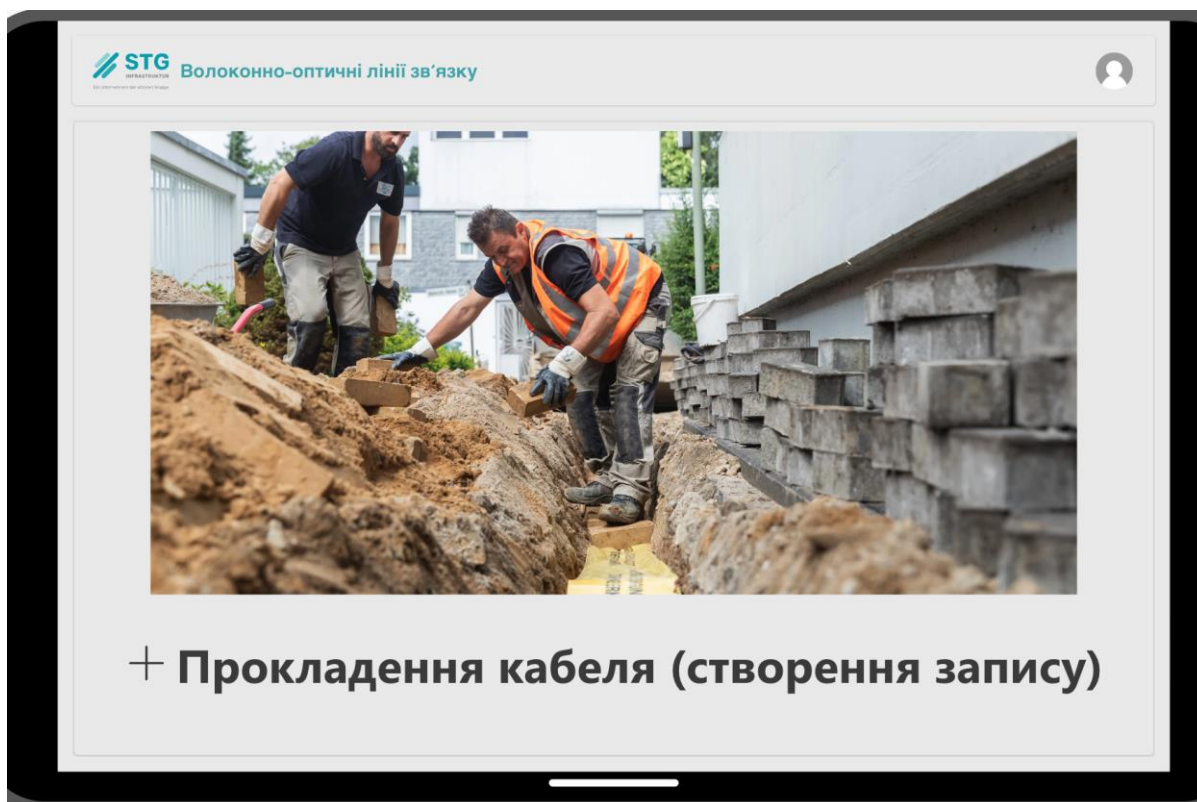 STG
INFRASTRUKTUR
Волоконно-оптичні лінії зв’язку
+ Прокладення кабеля (створення запису)